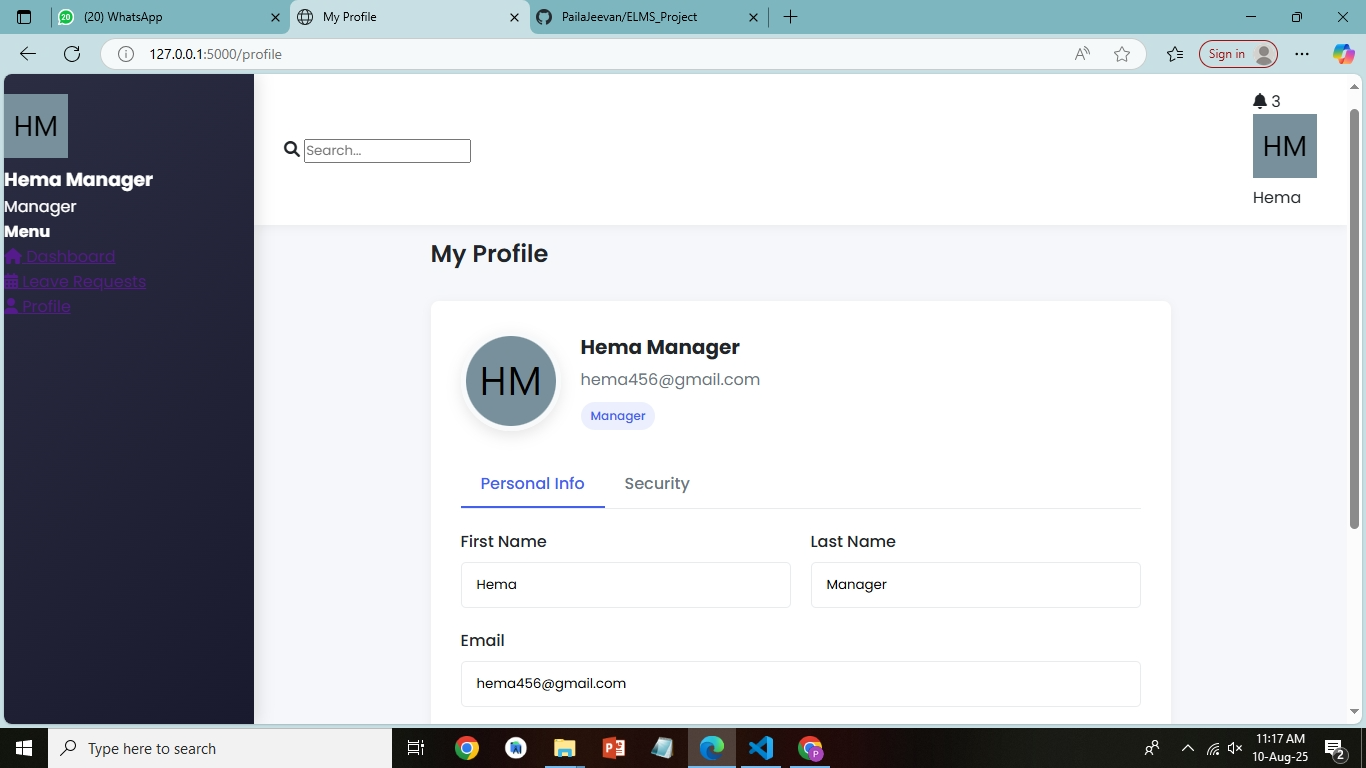 20
(20) WhatsApp
My Profile
PailaJeevan/ELMS_Project
127.0.0.1:5000/profile
Sign in
HM
Hema Manager
Manager
Menu
Dashboard
Leave Requests
Profile
Search...
3
HM
Hema
My Profile
HM
Hema Manager
hema456@gmail.com
Manager
Personal Info Security
First Name Last Name
Hema Manager
Email
hema456@gmail.com
Type here to search
P
11:17 AM
10-Aug-25
2